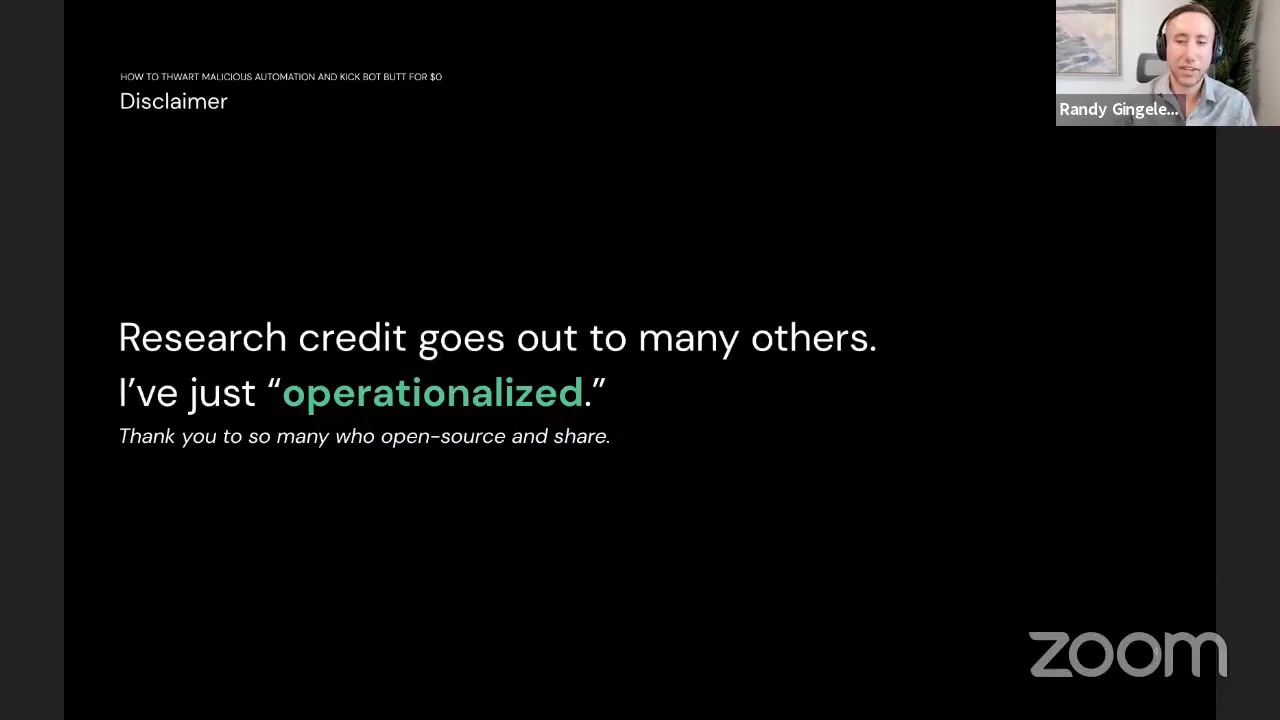 HOW TO THWART MALICIOUS AUTOMATION AND KICK BOT BUTT FOR $0
Disclaimer
Randy Gingele...
Research credit goes out to many others.
I’ve just “operationalized.”
Thank you to so many who open-source and share.
zoom